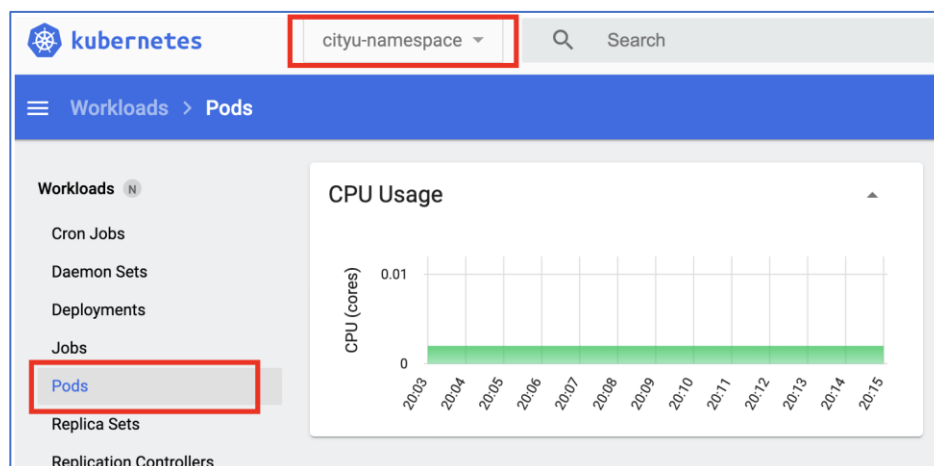 kubernetes
cityu-namespace
Search
Workloads > Pods
Workloads N
Cron Jobs
Daemon Sets
Deployments
Jobs
Pods
Replica Sets
Replication Controllers
CPU Usage
CPU (cores)
0.01
0
20:03 20:04 20:05 20:06 20:07 20:08 20:09 20:10 20:11 20:12 20:13 20:14 20:15